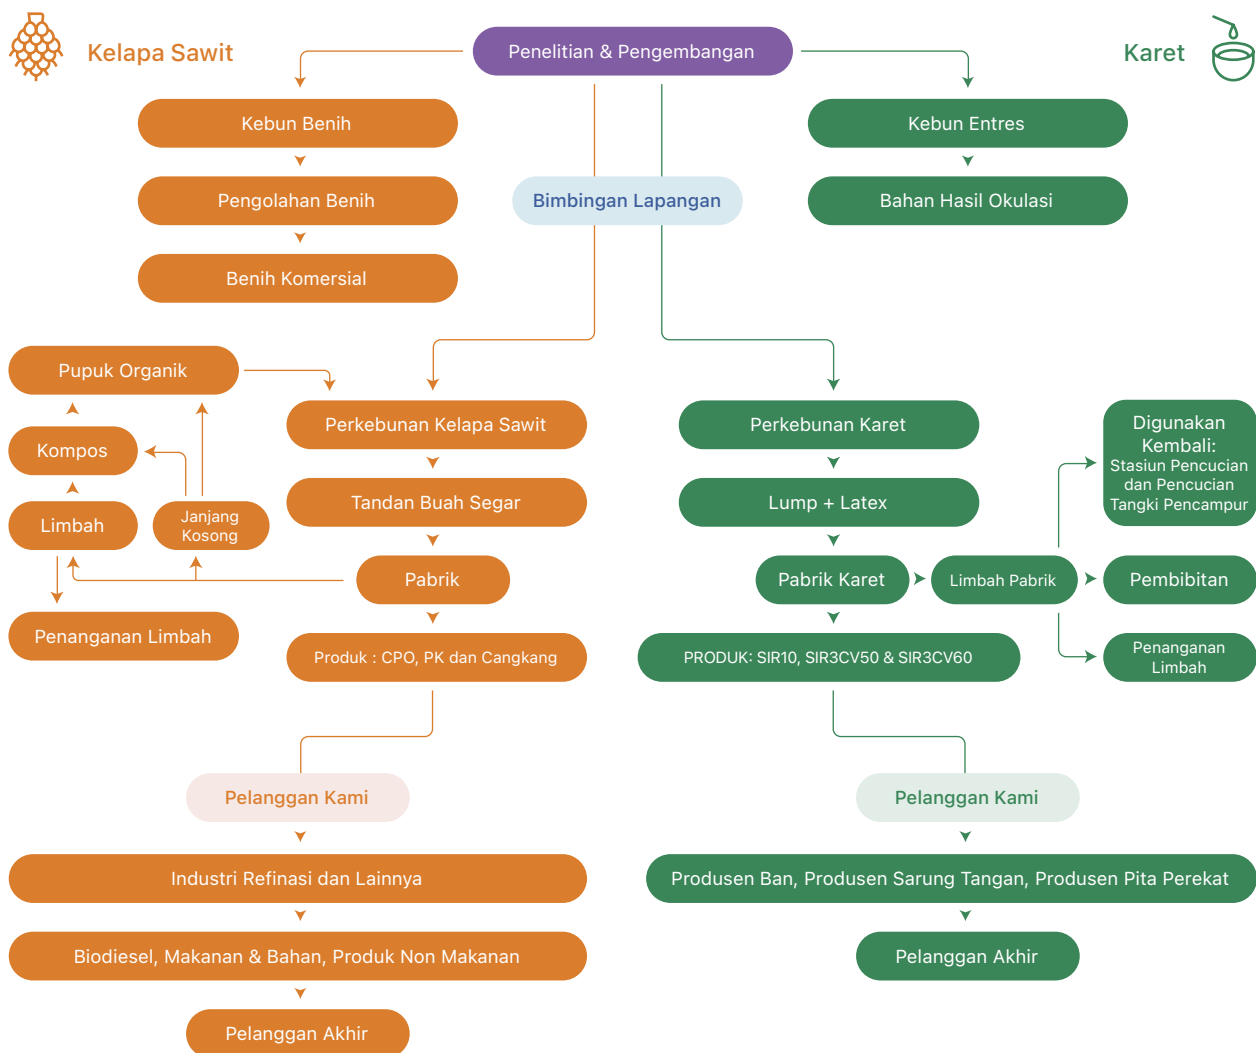 Kelapa Sawit
Penelitian & Pengembangan
Karet
Kebun Benih
Kebun Entres
Pengolahan Benih
Bimbingan Lapangan
Bahan Hasil Okulasi
Benih Komersial
Pupuk Organik
Perkebunan Kelapa Sawit
Perkebunan Karet
Digunakan
Kembali:
Stasiun Pencucian
dan Pencucian
Tangki Pencampur
Kompos
Tandan Buah Segar
Lump + Latex
Limbah
Janjang
Kosong
Pabrik
Pabrik Karet
Limbah Pabrik
Pembibitan
Penanganan Limbah
Produk : CPO, PK dan Cangkang
PRODUK: SIR10, SIR3CV50 & SIR3CV60
Penanganan
Limbah
Pelanggan Kami
Pelanggan Kami
Industri Refinasi dan Lainnya
Produsen Ban, Produsen Sarung Tangan, Produsen Pita Perekat
Biodiesel, Makanan & Bahan, Produk Non Makanan
Pelanggan Akhir
Pelanggan Akhir